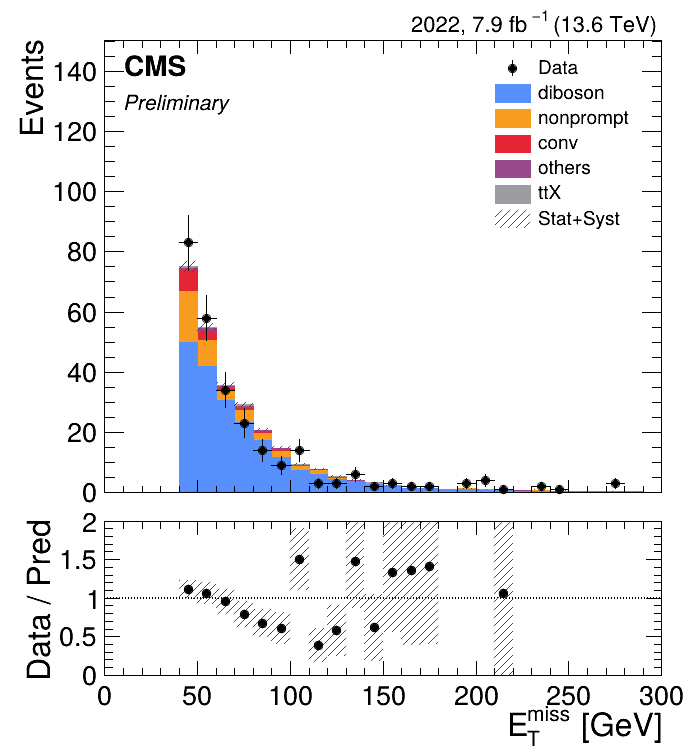 2022, 7.9 fb⁻¹ (13.6 TeV)
Events
CMS
Preliminary
Data
diboson
nonprompt
conv
others
ttX
Stat+Syst
140
120
100
80
60
40
20
0
Data / Pred
2
1.5
1
0.5
0
0 50 100 150 200 250 300
E_T^miss [GeV]